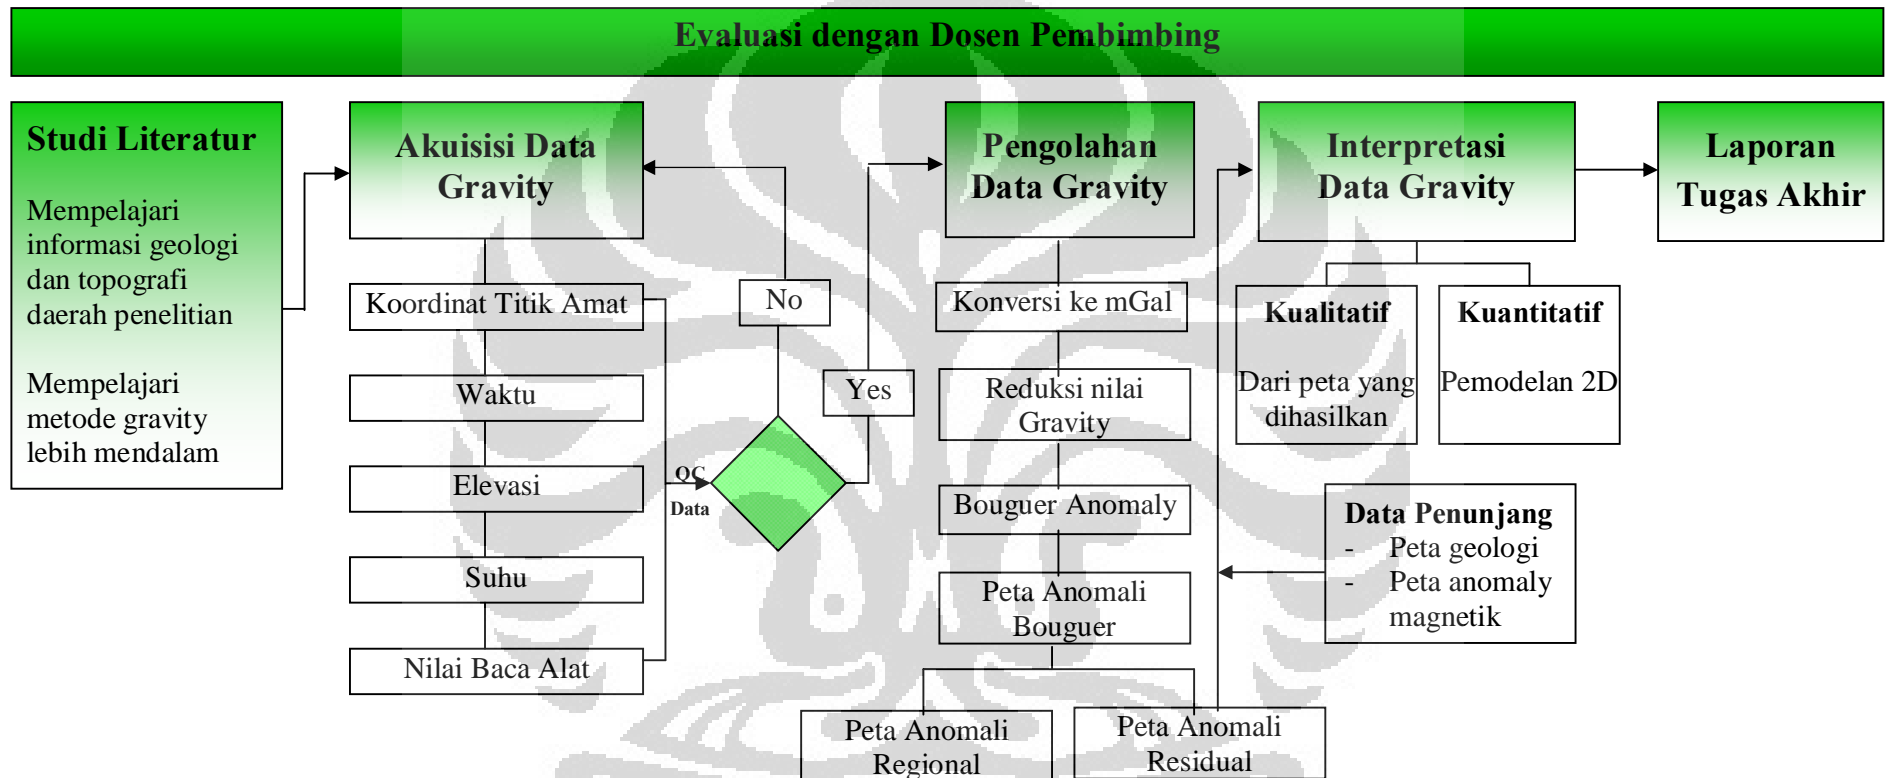 Evaluasi dengan Dosen Pembimbing
Studi Literatur
Mempelajari
informasi geologi
dan topografi
daerah penelitian
Mempelajari
metode gravity
lebih mendalam
Akuisisi Data
Gravity
Koordinat Titik Amat
Waktu
Elevasi
Suhu
Nilai Baca Alat
QC
Data
No
Yes
Pengolahan
Data Gravity
Konversi ke mGal
Reduksi nilai
Gravity
Bouguer Anomaly
Peta Anomali
Bouguer
Peta Anomali
Regional
Peta Anomali
Residual
Interpretasi
Data Gravity
Kualitatif
Dari peta yang
dihasilkan
Kuantitatif
Pemodelan 2D
Data Penunjang
- Peta geologi
- Peta anomaly
magnetik
Laporan
Tugas Akhir